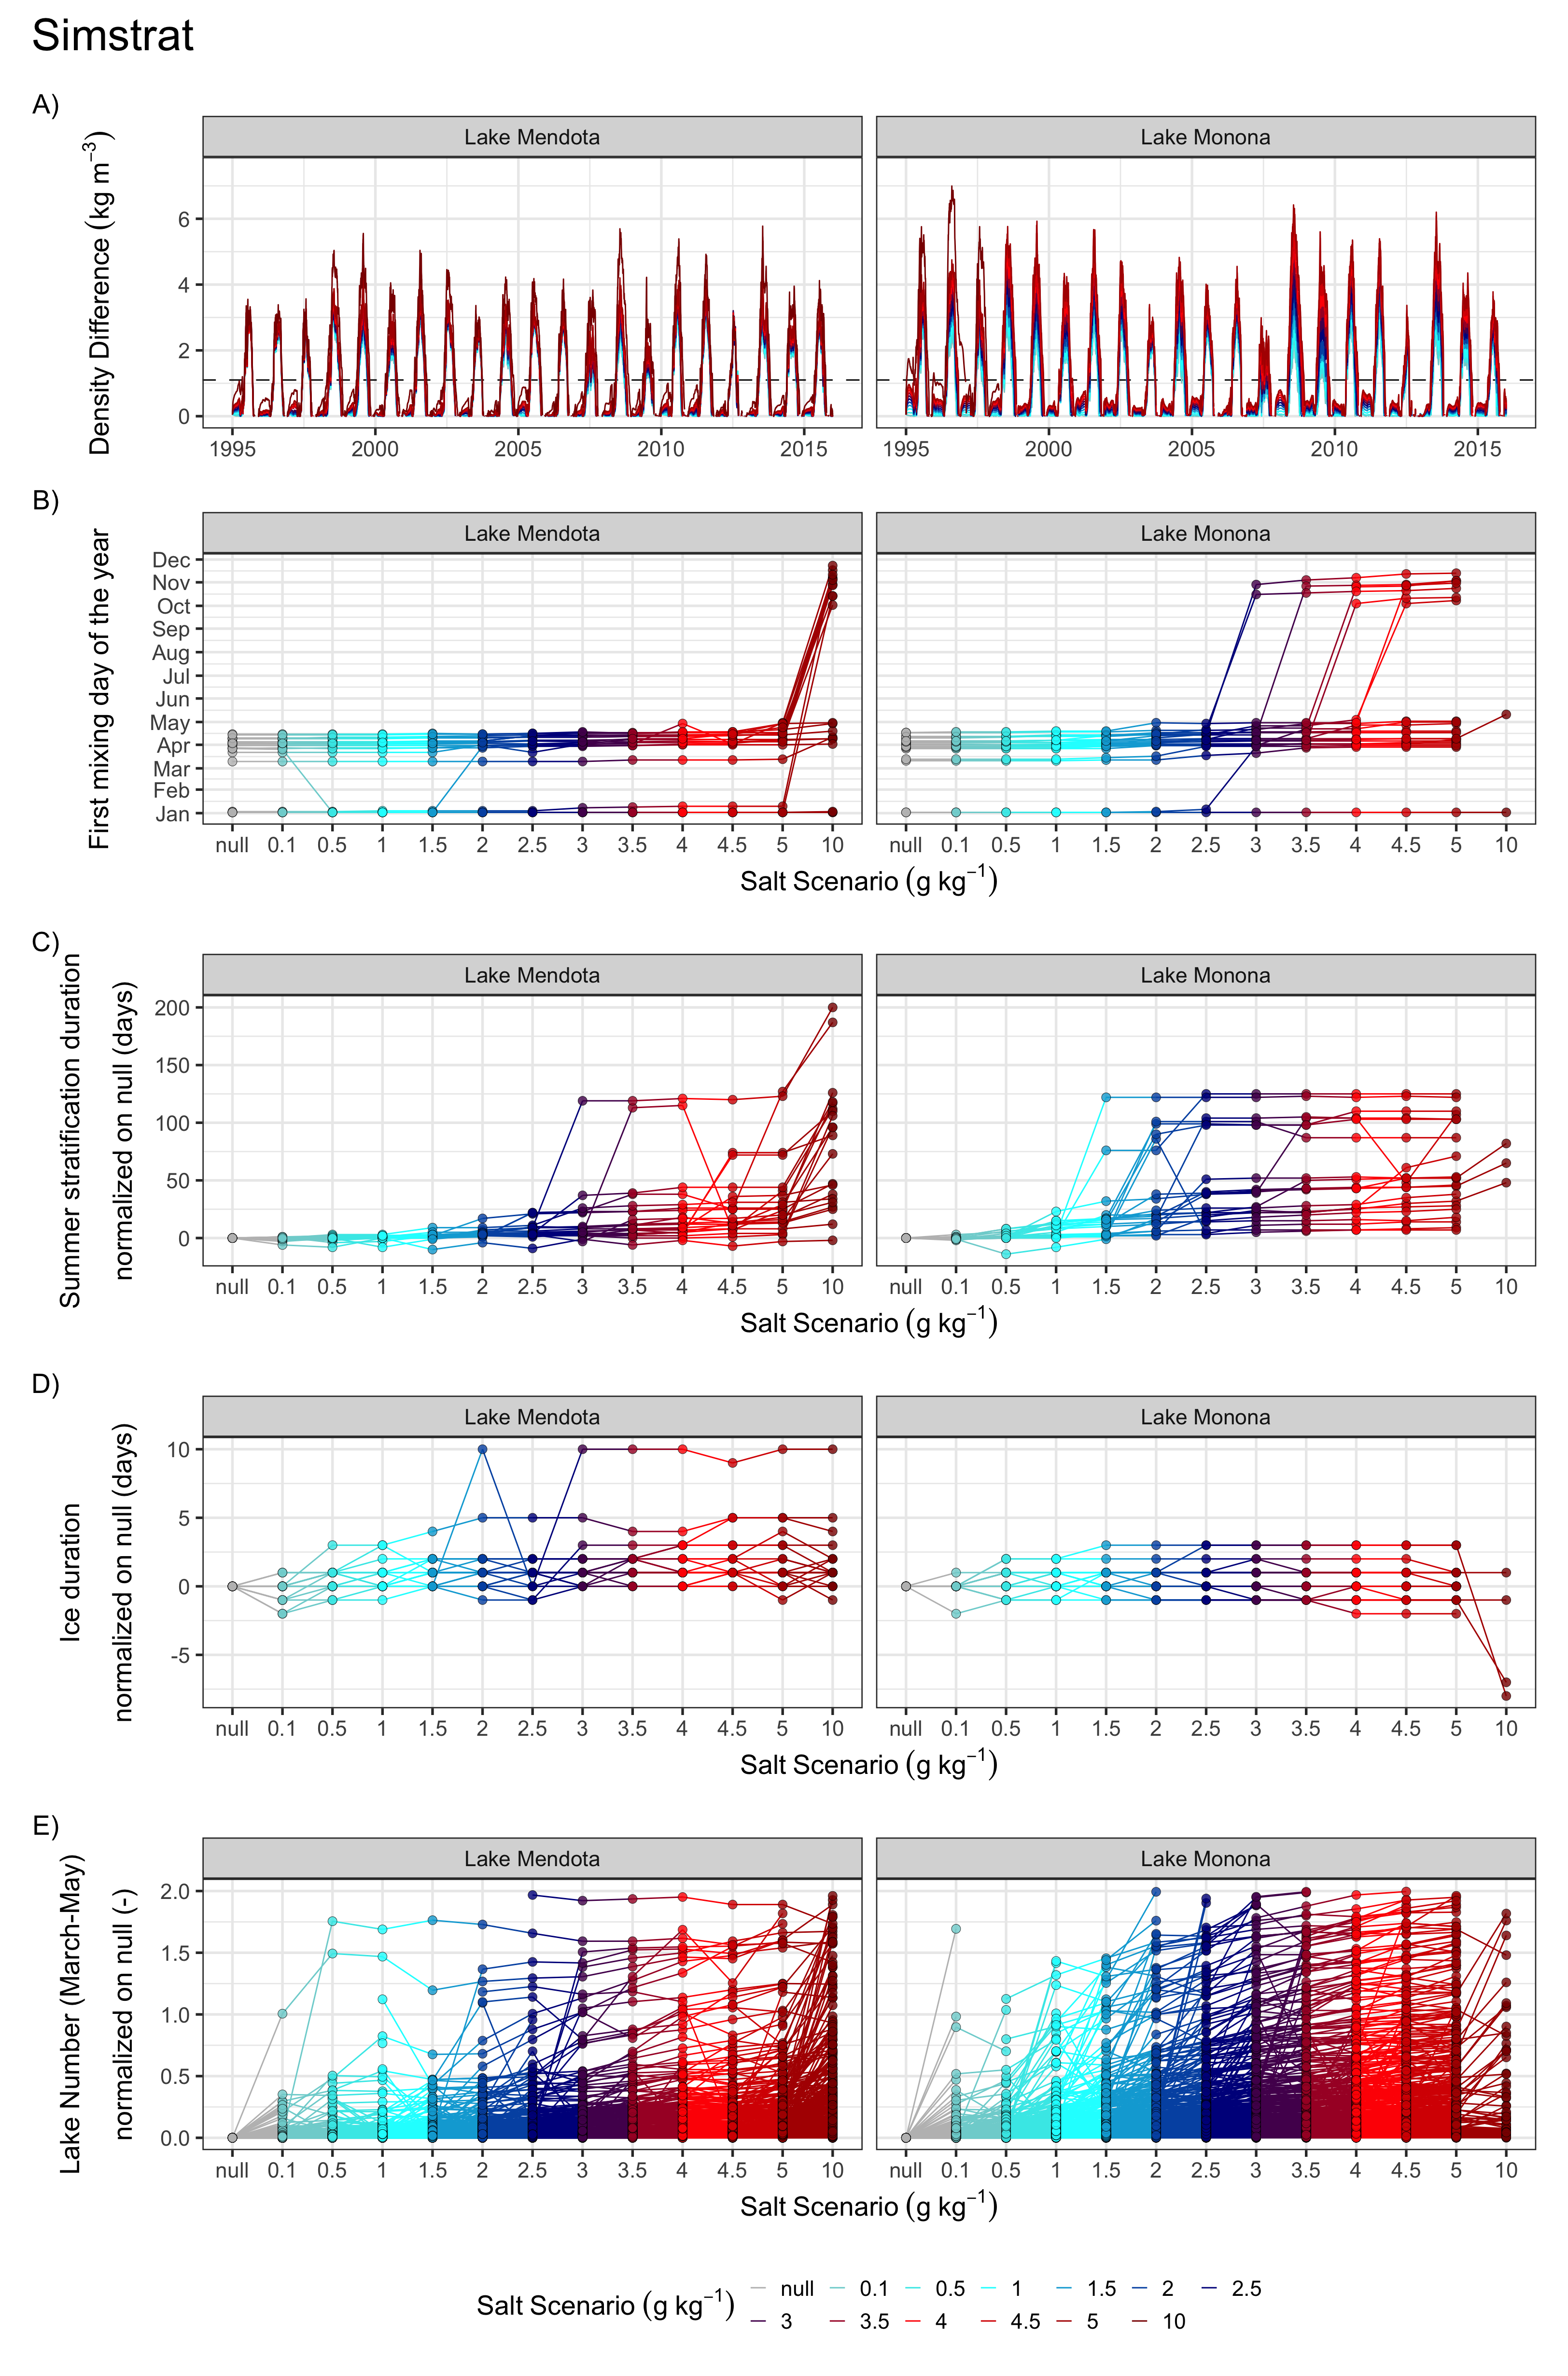 Simstrat
A)
Density Difference (kg m⁻³)
Lake Mendota
Lake Monona
6
4
2
0
1995 2000 2005 2010 2015
1995 2000 2005 2010 2015
B)
First mixing day of the year
Lake Mendota
Lake Monona
Dec
Nov
Oct
Sep
Aug
Jul
Jun
May
Apr
Mar
Feb
Jan
null 0.1 0.5 1 1.5 2 2.5 3 3.5 4 4.5 5 10
null 0.1 0.5 1 1.5 2 2.5 3 3.5 4 4.5 5 10
Salt Scenario (g kg⁻¹)
C)
Summer stratification duration
normalized on null (days)
Lake Mendota
Lake Monona
200
150
100
50
0
null 0.1 0.5 1 1.5 2 2.5 3 3.5 4 4.5 5 10
null 0.1 0.5 1 1.5 2 2.5 3 3.5 4 4.5 5 10
Salt Scenario (g kg⁻¹)
D)
Ice duration
normalized on null (days)
Lake Mendota
Lake Monona
10
5
0
-5
null 0.1 0.5 1 1.5 2 2.5 3 3.5 4 4.5 5 10
null 0.1 0.5 1 1.5 2 2.5 3 3.5 4 4.5 5 10
Salt Scenario (g kg⁻¹)
E)
Lake Number (March-May)
normalized on null (-)
Lake Mendota
Lake Monona
2.0
1.5
1.0
0.5
0.0
null 0.1 0.5 1 1.5 2 2.5 3 3.5 4 4.5 5 10
null 0.1 0.5 1 1.5 2 2.5 3 3.5 4 4.5 5 10
Salt Scenario (g kg⁻¹)
Salt Scenario (g kg⁻¹)
null 0.1 0.5 1 1.5 2 2.5
3 3.5 4 4.5 5 10